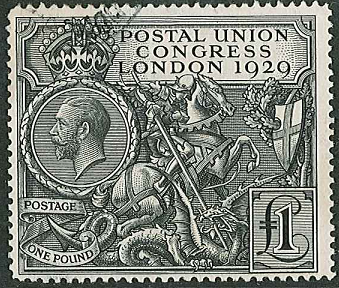 POSTAL UNION
CONGRESS
LONDON 1929
POSTAGE
ONE POUND
£1